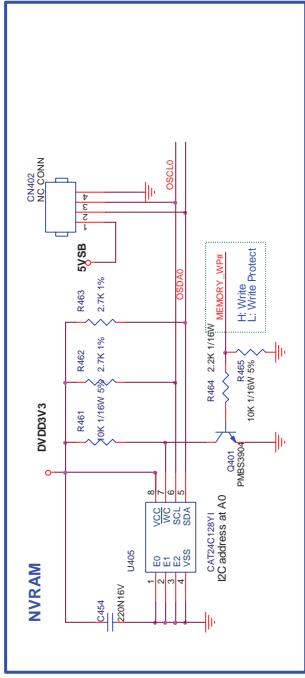 NVRAM
DVDD3V3
5VSB
CN402
NC CONN
1
2
3
4
C454
220N16V
R461
10K 1/16W 5%
R462
2.7K 1%
R463
2.7K 1%
OSCL0
OSDA0
U405
1
2
3
4
E0
E1
E2
VSS
VCC
WC
SCL
SDA
8
7
6
5
CAT24C128YI
I2C address at A0
Q401
PMBS3904
R464
2.2K 1/16W
R465
10K 1/16W 5%
MEMORY_WP#
H: Write
L: Write Protect